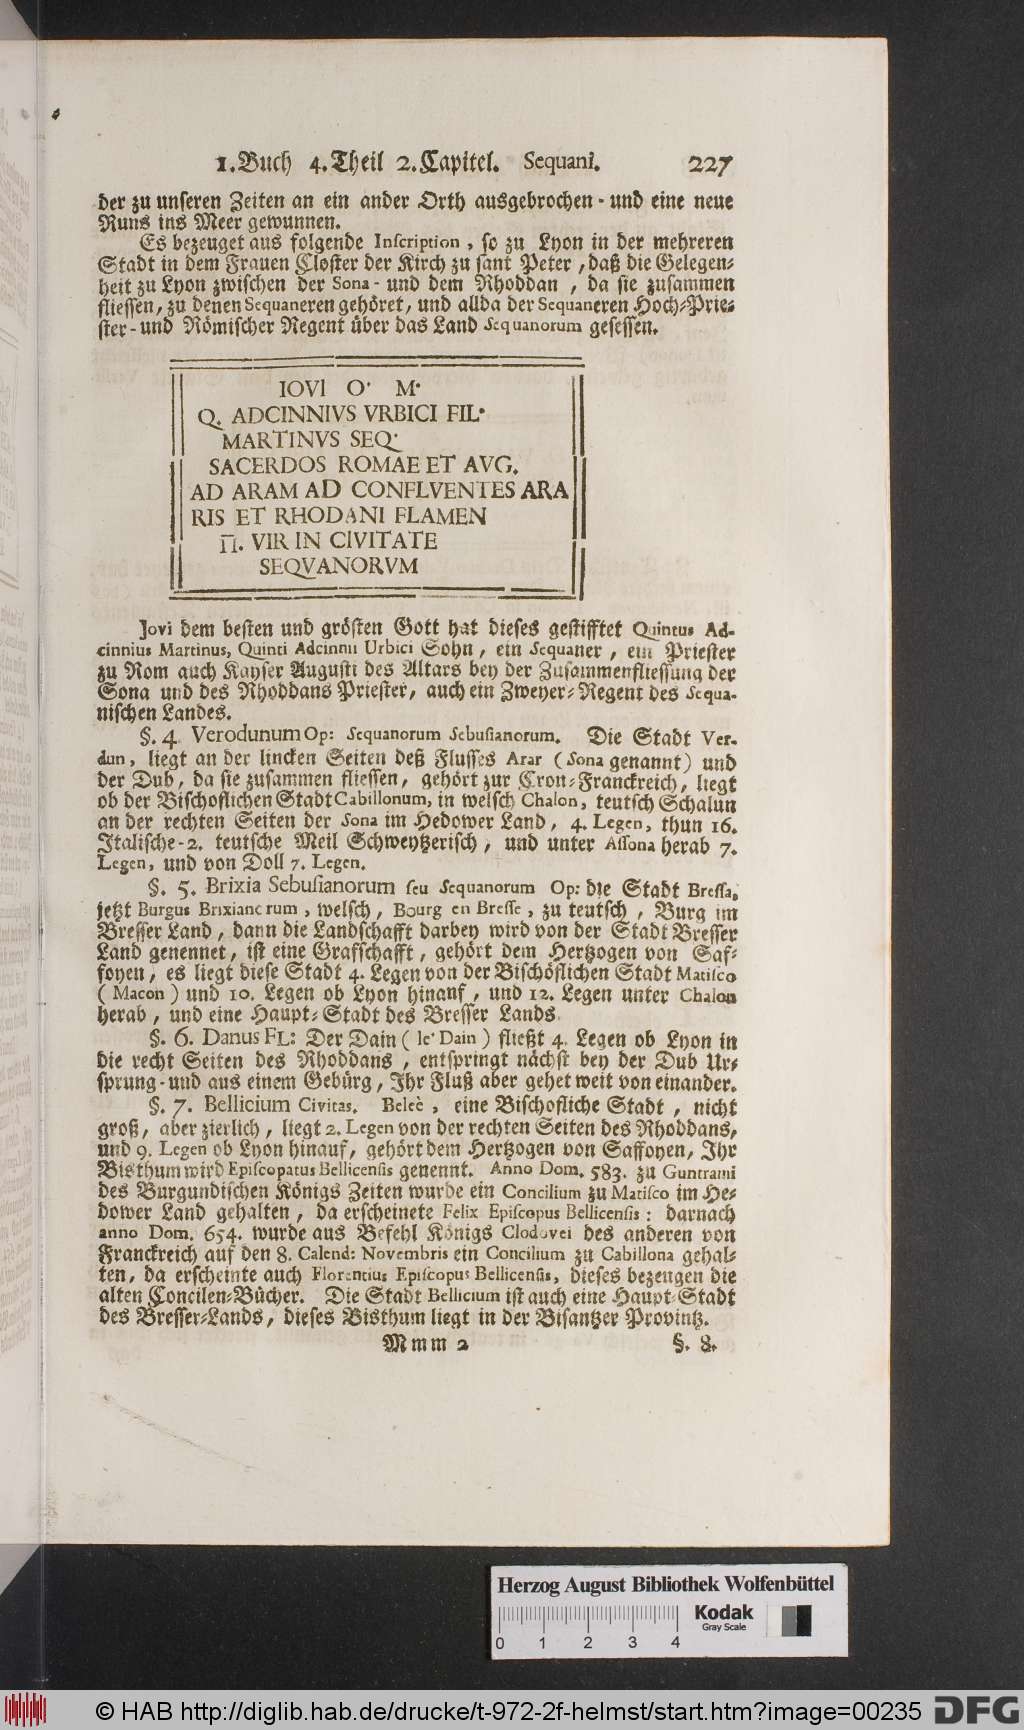 1. Buch 4. Theil 2. Capitel. Sequani. 227
der zu unseren Zeiten an ein ander Orth ausgebrochen - und eine neue
Runs ins Meer gewunnen.
Es bezeuget aus folgende Inscription, so zu Lyon in der mehreren
Stadt in dem Frauen Closter der Kirch zu sant Peter, daß die Gelegen-
heit zu Lyon zwischen der Sona - und dem Rhoddan, da sie zusammen
fliessen, zu denen Sequaneren gehöret, und allda der Sequaneren Hoch-Prie-
ster - und Römischer Regent über das Land Sequanorum gesessen.
IOVI O· M·
Q. ADCINNIVS VRBICI FIL·
MARTINVS SEQ·
SACERDOS ROMAE ET AVG.
AD ARAM AD CONFLVENTES ARA
RIS ET RHODANI FLAMEN
II. VIR IN CIVITATE
SEQVANORVM
Jovi dem besten und grösten Gott hat dieses gestifftet Quintus Ad-
cinnius Martinus, Quinti Adcinnii Urbici Sohn, ein Sequaner, ein Priester
zu Rom auch Kayser Augusti des Altars bey der Zusammenfliessung der
Sona und des Rhoddans Priester, auch ein Zweyer-Regent des Sequa-
nischen Landes.
§. 4. Verodunum Op: Sequanorum Sebusianorum. Die Stadt Ver-
dun, liegt an der lincken Seiten deß Flusses Arar (Sona genannt) und
der Dub, da sie zusammen fliessen, gehört zur Cron-Franckreich, liegt
ob der Bischoflichen Stadt Cabillonum, in welsch Chalon, teutsch Schalun
an der rechten Seiten der Sona im Hedower Land, 4. Legen, thun 16.
Italische - 2. teutsche Meil Schweytzerisch, und unter Assona herab 7.
Legen, und von Doll 7. Legen.
§. 5. Brixia Sebusianorum seu Sequanorum Op: die Stadt Bressa,
jetzt Burgus Brixianorum, welsch, Bourg en Bresse, zu teutsch, Burg im
Bresser Land, dann die Landschafft darbey wird von der Stadt Bresser
Land genennet, ist eine Grafschafft, gehört dem Hertzogen von Saf-
foyen, es liegt diese Stadt 4. Legen von der Bischöflichen Stadt Matisco
(Macon) und 10. Legen ob Lyon hinauf, und 12. Legen unter Chalon
herab, und eine Haupt-Stadt des Bresser Lands.
§. 6. Danus FL: Der Dain (le' Dain) fließt 4. Legen ob Lyon in
die recht Seiten des Rhoddans, entspringt nächst bey der Dub Ur-
sprung - und aus einem Gebürg, Ihr Fluß aber gehet weit von einander.
§. 7. Bellicium Civitas. Beleè, eine Bischofliche Stadt, nicht
groß, aber zierlich, liegt 2. Legen von der rechten Seiten des Rhoddans,
und 9. Legen ob Lyon hinauf, gehört dem Hertzogen von Saffoyen, Ihr
Bisthum wird Episcopatus Bellicensis genennt. Anno Dom. 583. zu Guntrami
des Burgundischen Königs Zeiten wurde ein Concilium zu Matisco im He-
dower Land gehalten, da erscheinete Felix Episcopus Bellicensis: darnach
anno Dom. 654. wurde aus Befehl Königs Clodovei des anderen von
Franckreich auf den 8. Calend: Novembris ein Concilium zu Cabillona gehal-
ten, da erscheinte auch Florentius Episcopus Bellicensis, dieses bezeugen die
alten Concilen-Bücher. Die Stadt Bellicium ist auch eine Haupt-Stadt
des Bresser-Lands, dieses Bisthum liegt in der Bisantzer Provintz.
Mmm 2 §. 8.
Herzog August Bibliothek Wolfenbüttel
0 1 2 3 4
Kodak
Gray Scale
© HAB http://diglib.hab.de/drucke/t-972-2f-helmst/start.htm?image=00235
DFG